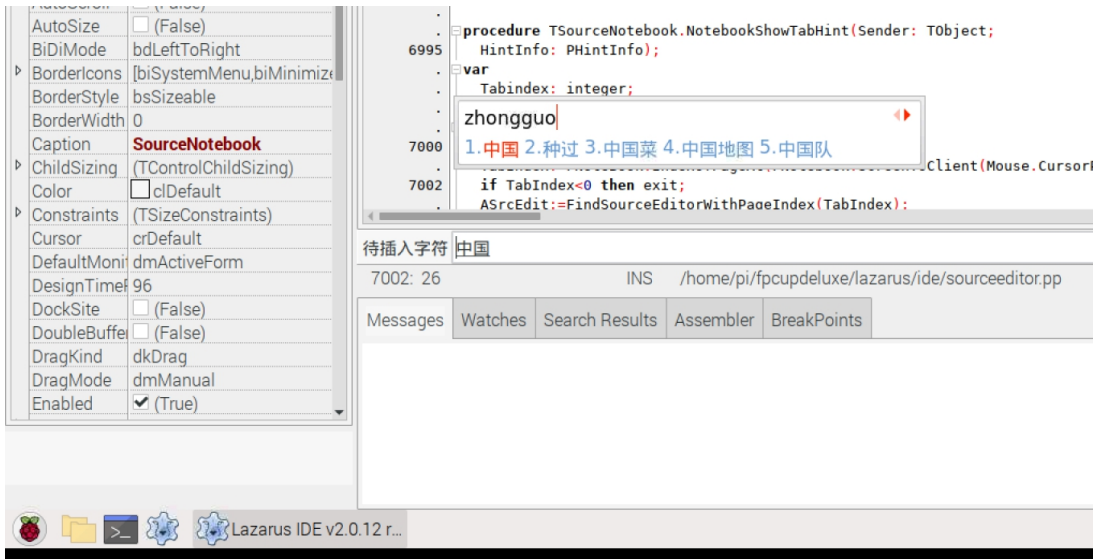 AutoSize (False)
BiDiMode bdLeftToRight
BorderIcons [biSystemMenu,biMinimize
BorderStyle bsSizeable
BorderWidth 0
Caption SourceNotebook
ChildSizing (TControlChildSizing)
Color clDefault
Constraints (TSizeConstraints)
Cursor crDefault
DefaultMonit dmActiveForm
DesignTimeP 96
DockSite (False)
DoubleBuffe (False)
DragKind dkDrag
DragMode dmManual
Enabled (True)
procedure TSourceNotebook.NotebookShowTabHint(Sender: TObject;
6995 HintInfo: PHintInfo);
var
Tabindex: integer;
zhongguo
7000
1.中国 2.种过 3.中国菜 4.中国地图 5.中国队
Client(Mouse.CursorP
7002 if TabIndex<0 then exit;
ASrcEdit:=FindSourceEditorWithPageIndex(TabIndex);
待插入字符 中国
7002: 26 INS /home/pi/fpcupdeluxe/lazarus/ide/sourceeditor.pp
Messages Watches Search Results Assembler BreakPoints
Lazarus IDE v2.0.12 r...